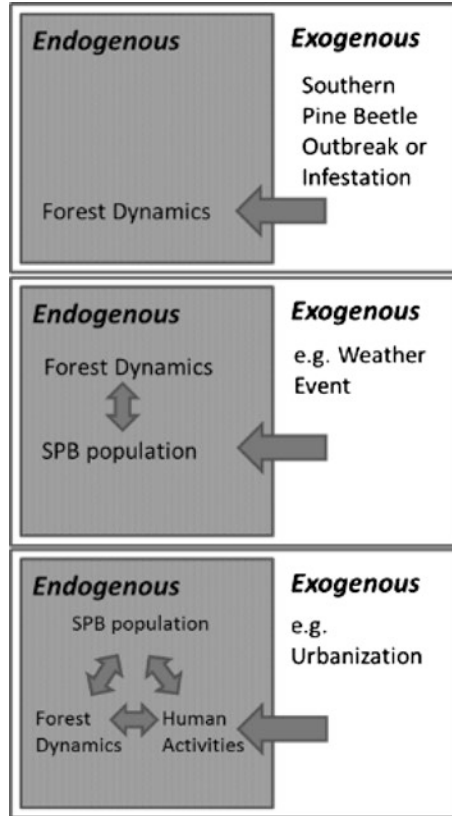 Endogenous
Exogenous
Southern
Pine Beetle
Outbreak or
Infestation
Forest Dynamics
Endogenous
Exogenous
Forest Dynamics
e.g. Weather
Event
SPB population
Endogenous
Exogenous
SPB population
e.g.
Urbanization
Forest
Dynamics
Human
Activities